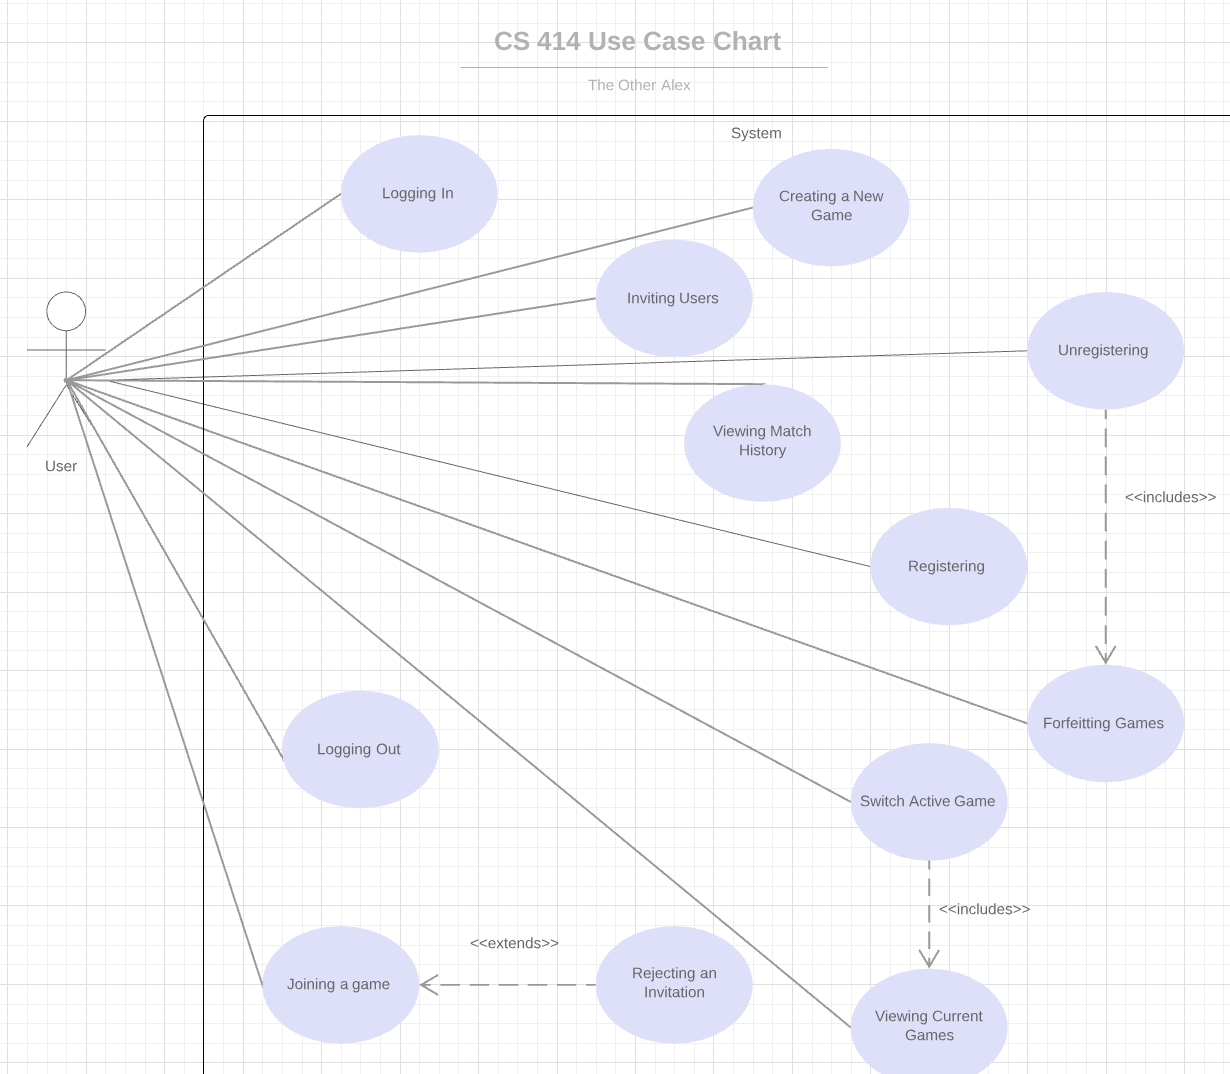 CS 414 Use Case Chart
The Other Alex
System
Logging In
Creating a New
Game
Inviting Users
Unregistering
Viewing Match
History
User
<<includes>>
Registering
Forfeitting Games
Logging Out
Switch Active Game
<<includes>>
<<extends>>
Joining a game
Rejecting an
Invitation
Viewing Current
Games